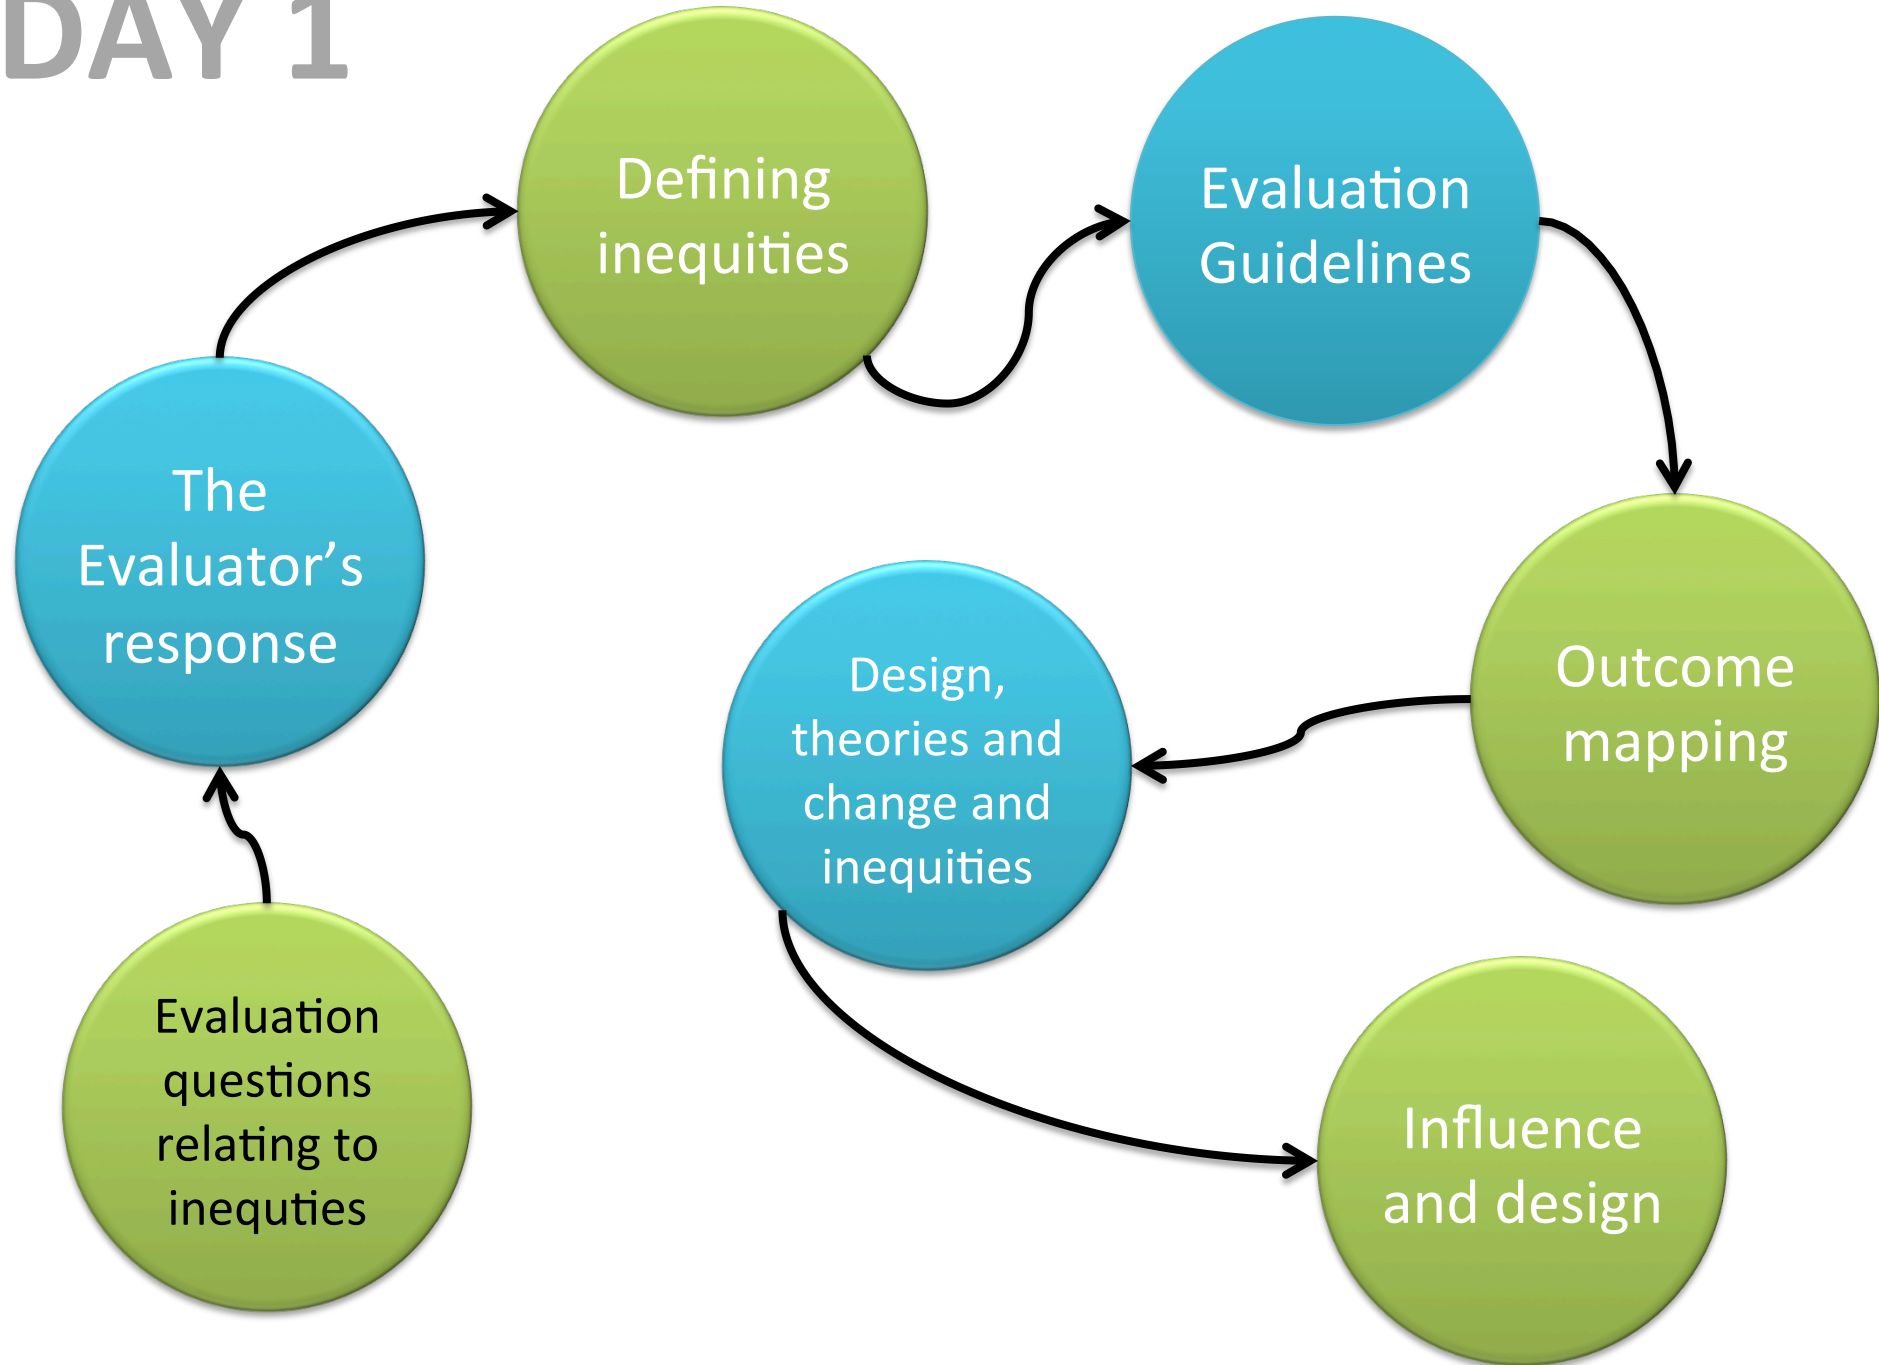 DAY 1
Evaluation
questions
relating to
inequties
The
Evaluator’s
response
Defining
inequities
Evaluation
Guidelines
Outcome
mapping
Design,
theories and
change and
inequities
Influence
and design